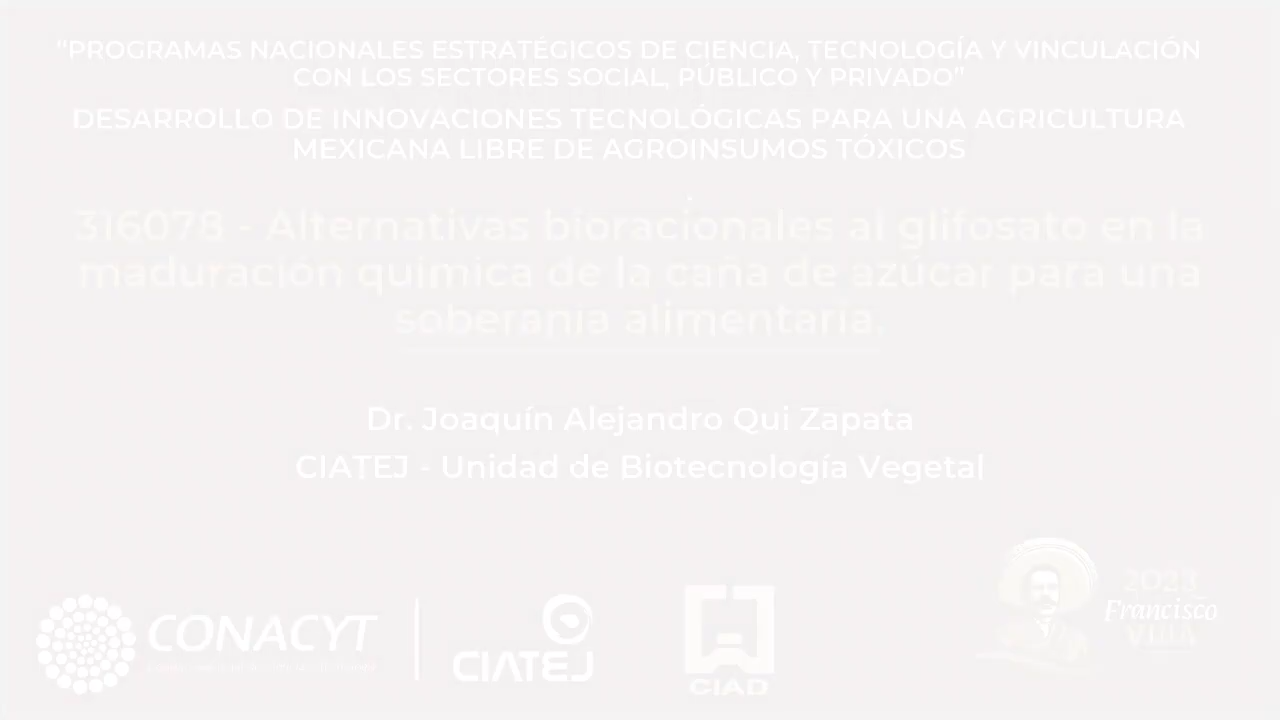 "PROGRAMAS NACIONALES ESTRATÉGICOS DE CIENCIA, TECNOLOGÍA Y VINCULACIÓN
CON LOS SECTORES SOCIAL, PÚBLICO Y PRIVADO"
DESARROLLO DE INNOVACIONES TECNOLÓGICAS PARA UNA AGRICULTURA
MEXICANA LIBRE DE AGROINSUMOS TÓXICOS
.
316078 - Alternativas bioracionales al glifosato en la
maduración química de la caña de azúcar para una
soberanía alimentaria.
Dr. Joaquín Alejandro Qui Zapata
CIATEJ - Unidad de Biotecnología Vegetal
CONACYT
CIATEJ
CIAD
2023
Francisco
VILLA